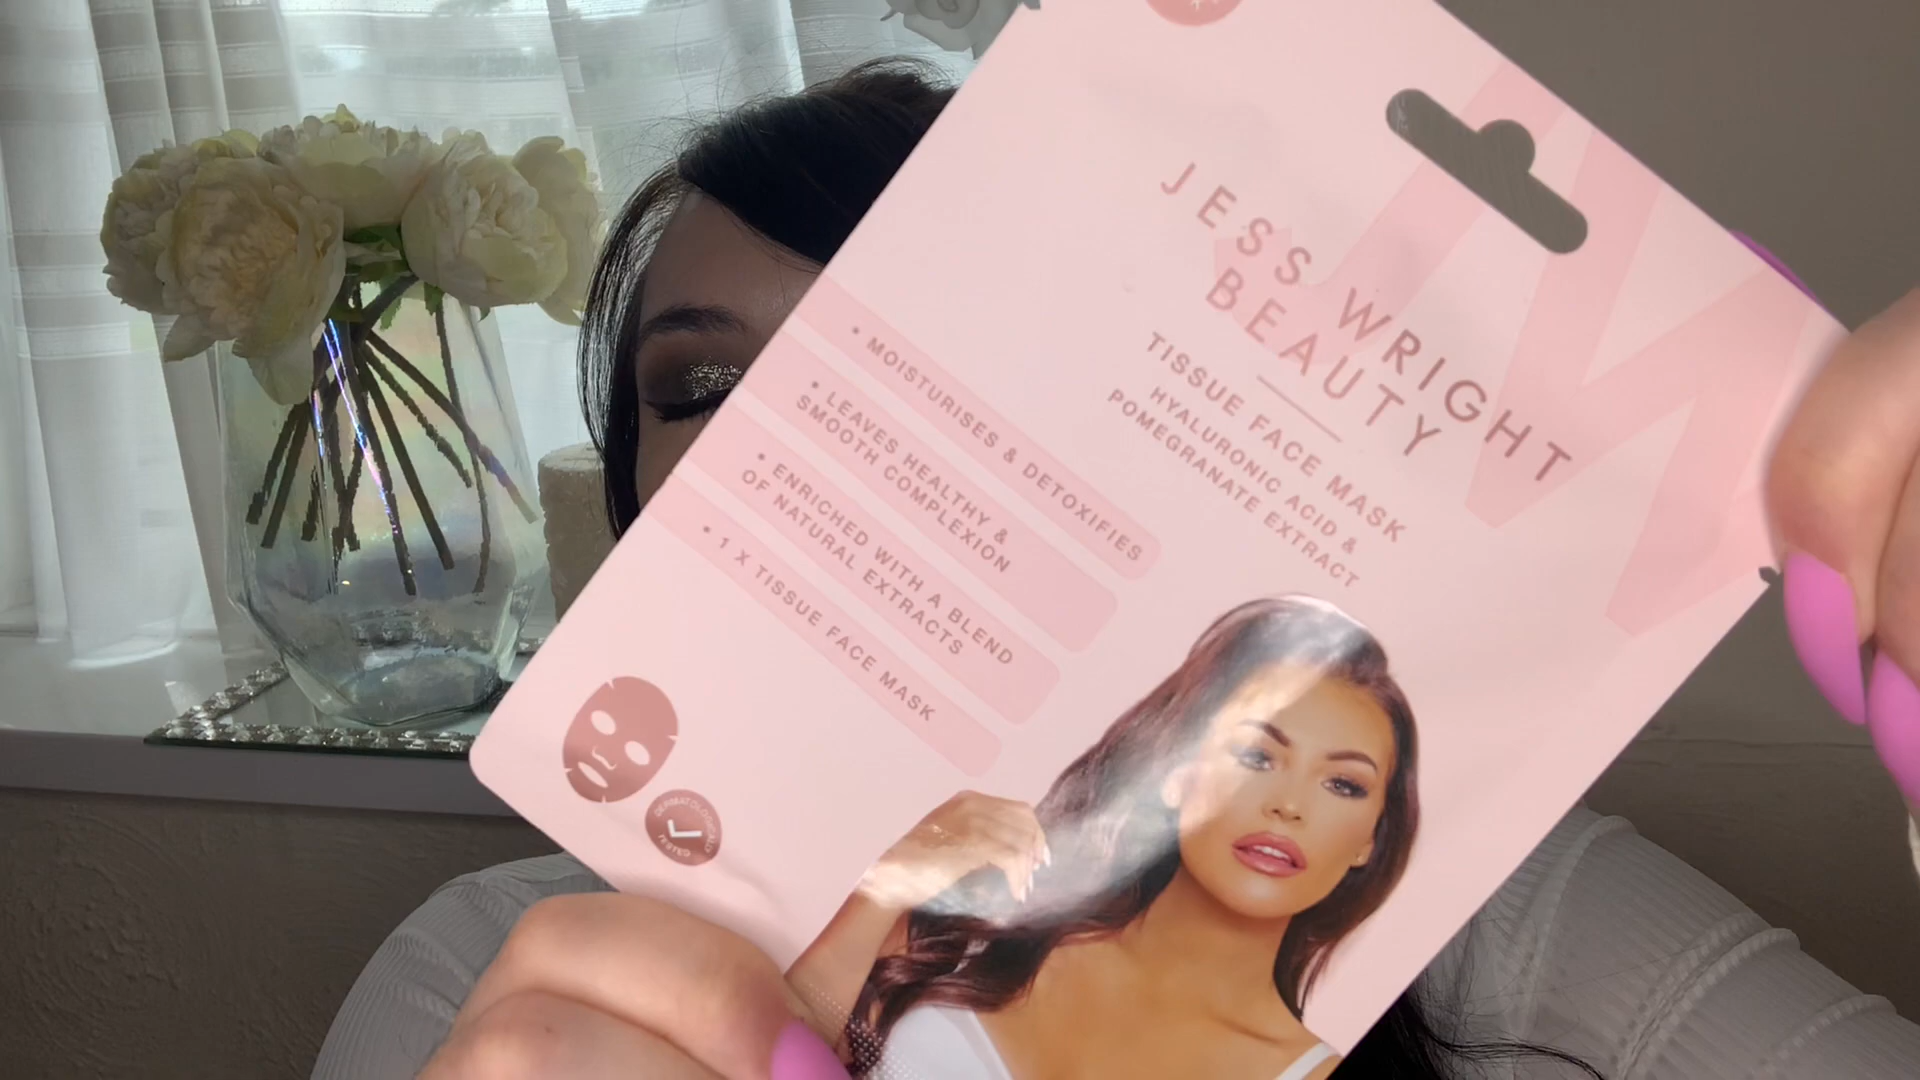 JESS WRIGHT
BEAUTY
TISSUE FACE MASK
HYALURONIC ACID &
POMEGRANATE EXTRACT
• MOISTURISES & DETOXIFIES
• LEAVES HEALTHY &
SMOOTH COMPLEXION
• ENRICHED WITH A BLEND
OF NATURAL EXTRACTS
• 1 X TISSUE FACE MASK
DERMATOLOGICALLY
TESTED